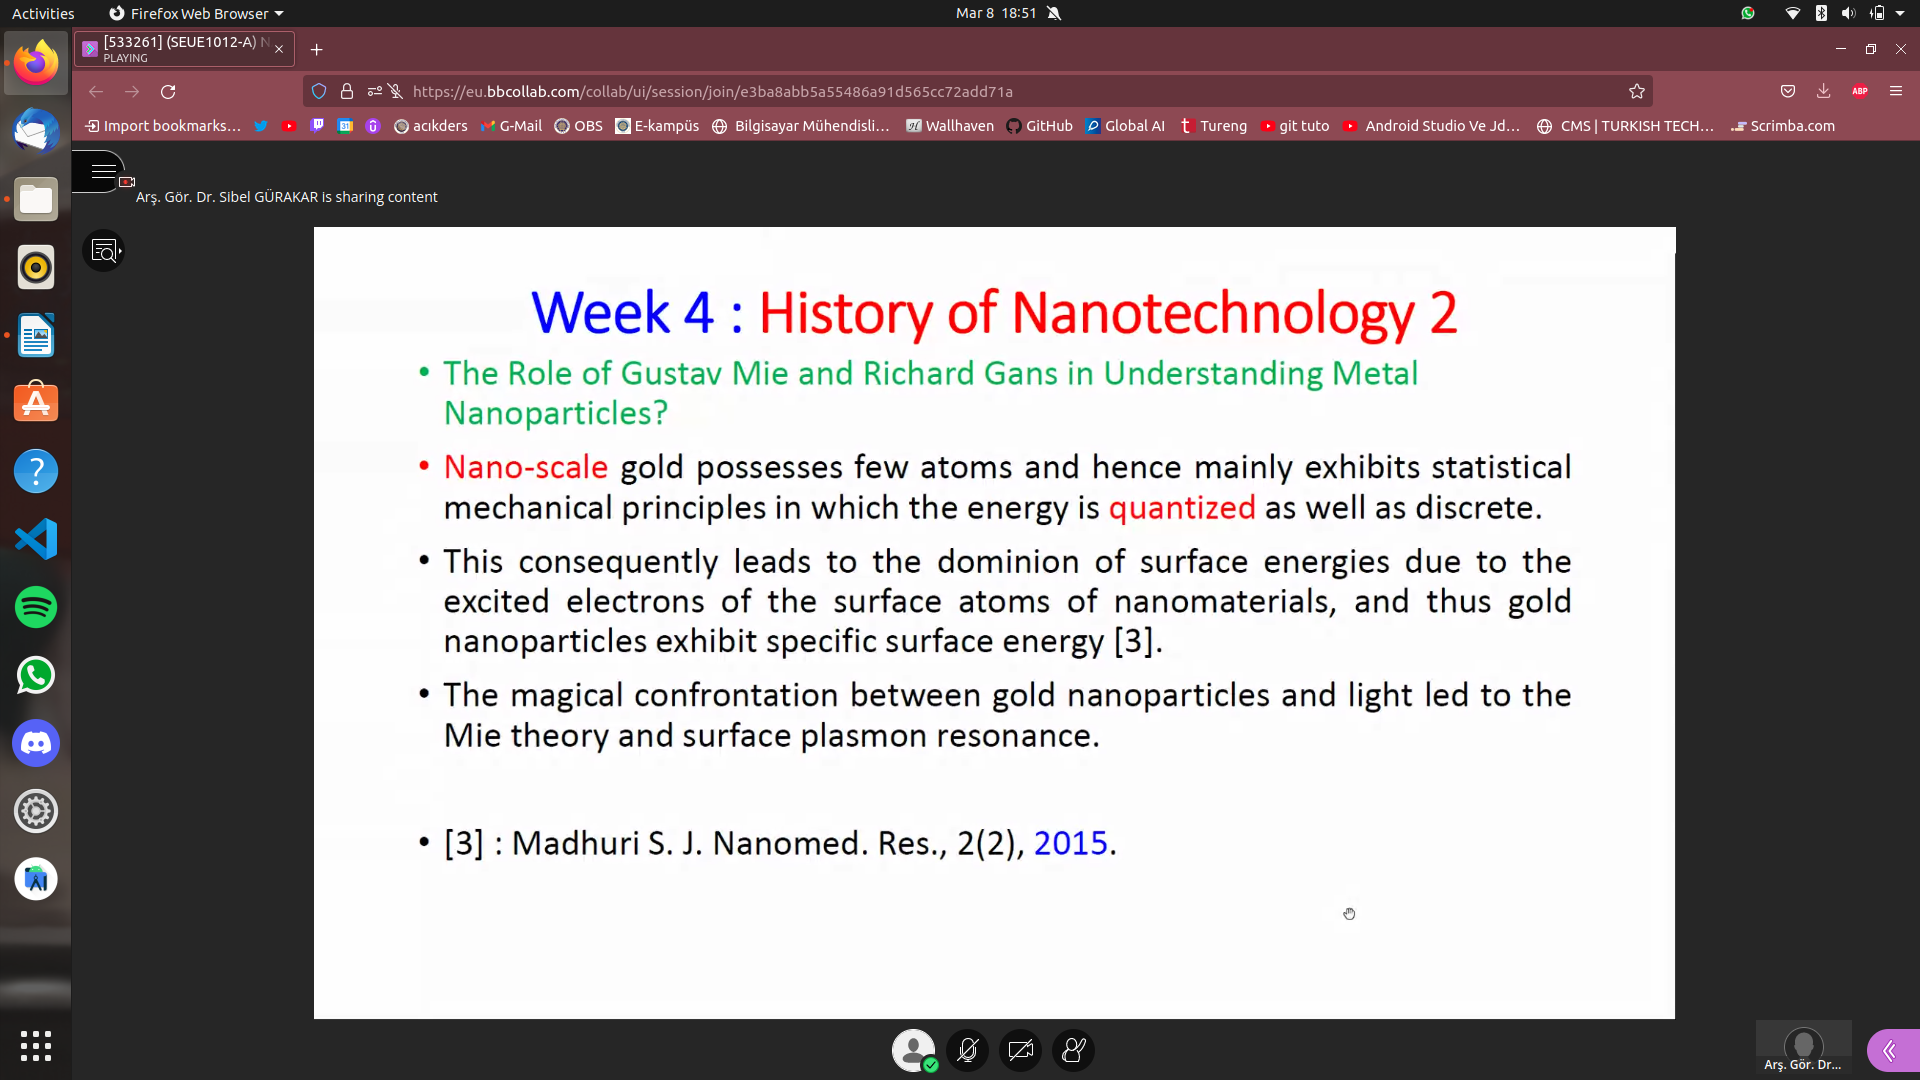 Activities
Firefox Web Browser
Mar 8 18:51
[533261] (SEUE1012-A) N
PLAYING
https://eu.bbcollab.com/collab/ui/session/join/e3ba8abb5a55486a91d565cc72add71a
ABP
Import bookmarks...
31
acıkders
G-Mail
OBS
E-kampüs
Bilgisayar Mühendisli...
Wallhaven
GitHub
Global AI
Tureng
git tuto
Android Studio Ve Jd...
CMS | TURKISH TECH...
Scrimba.com
Arş. Gör. Dr. Sibel GÜRAKAR is sharing content
Week 4 : History of Nanotechnology 2
• The Role of Gustav Mie and Richard Gans in Understanding Metal
Nanoparticles?
• Nano-scale gold possesses few atoms and hence mainly exhibits statistical
mechanical principles in which the energy is quantized as well as discrete.
• This consequently leads to the dominion of surface energies due to the
excited electrons of the surface atoms of nanomaterials, and thus gold
nanoparticles exhibit specific surface energy [3].
• The magical confrontation between gold nanoparticles and light led to the
Mie theory and surface plasmon resonance.
• [3] : Madhuri S. J. Nanomed. Res., 2(2), 2015.
Arş. Gör. Dr...